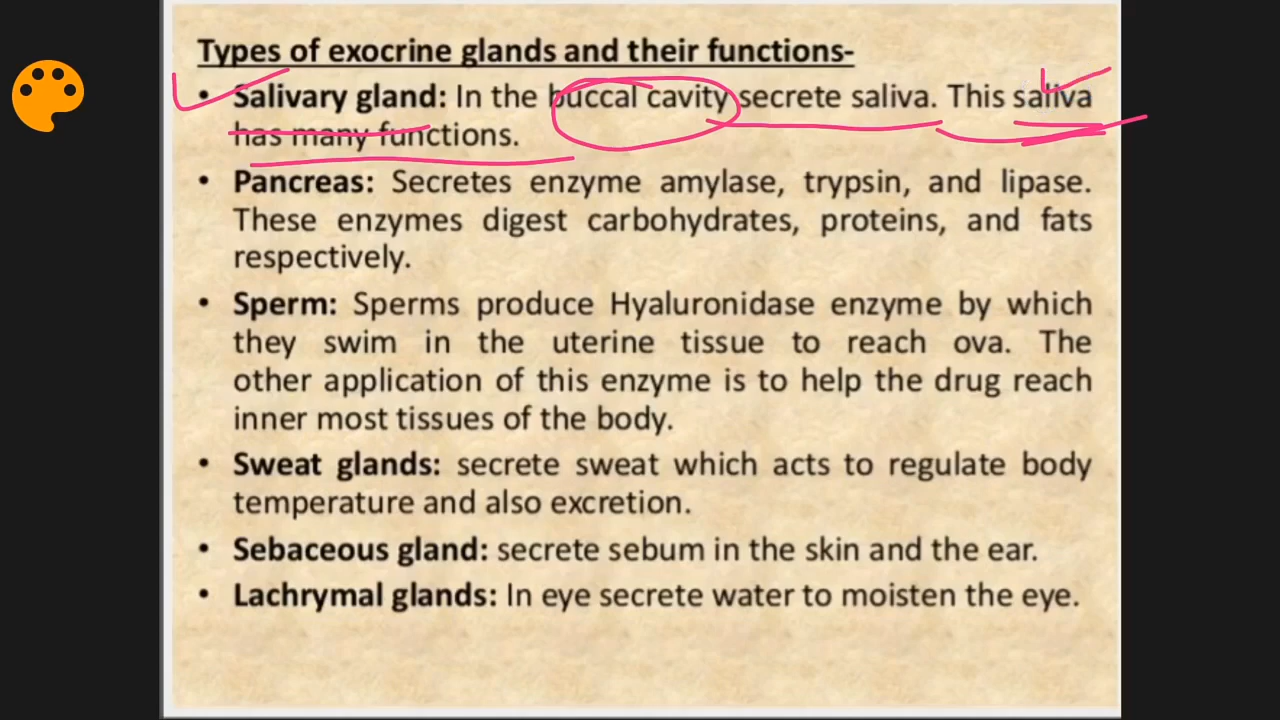 Types of exocrine glands and their functions-
• Salivary gland: In the buccal cavity secrete saliva. This saliva
has many functions.
• Pancreas: Secretes enzyme amylase, trypsin, and lipase.
These enzymes digest carbohydrates, proteins, and fats
respectively.
• Sperm: Sperms produce Hyaluronidase enzyme by which
they swim in the uterine tissue to reach ova. The
other application of this enzyme is to help the drug reach
inner most tissues of the body.
• Sweat glands: secrete sweat which acts to regulate body
temperature and also excretion.
• Sebaceous gland: secrete sebum in the skin and the ear.
• Lachrymal glands: In eye secrete water to moisten the eye.